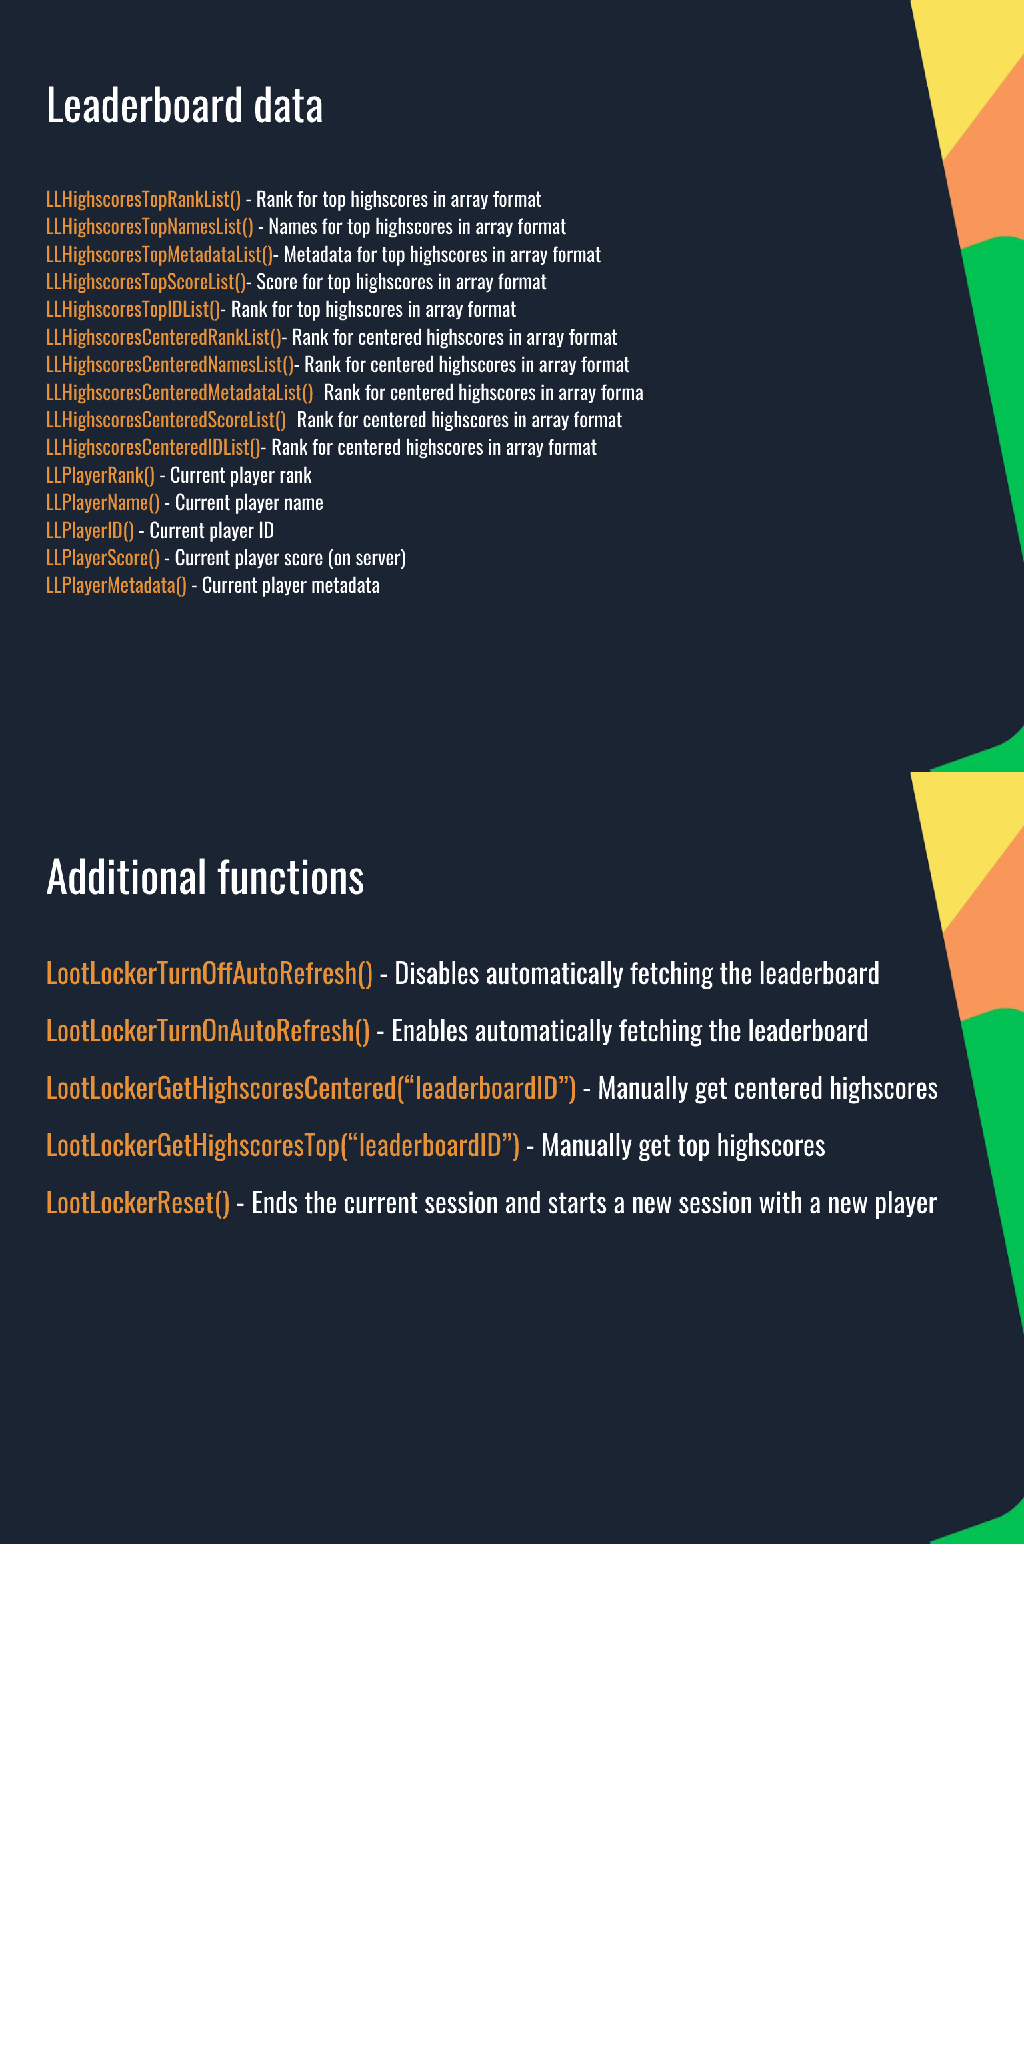 Leaderboard data
LLHighscoresTopRankList() - Rank for top highscores in array format
LLHighscoresTopNamesList() - Names for top highscores in array format
LLHighscoresTopMetadataList()- Metadata for top highscores in array format
LLHighscoresTopScoreList()- Score for top highscores in array format
LLHighscoresTopIDList()- Rank for top highscores in array format
LLHighscoresCenteredRankList()- Rank for centered highscores in array format
LLHighscoresCenteredNamesList()- Rank for centered highscores in array format
LLHighscoresCenteredMetadataList()  Rank for centered highscores in array forma
LLHighscoresCenteredScoreList()  Rank for centered highscores in array format
LLHighscoresCenteredIDList()- Rank for centered highscores in array format
LLPlayerRank() - Current player rank
LLPlayerName() - Current player name
LLPlayerID() - Current player ID
LLPlayerScore() - Current player score (on server)
LLPlayerMetadata() - Current player metadata
Additional functions
LootLockerTurnOffAutoRefresh() - Disables automatically fetching the leaderboard
LootLockerTurnOnAutoRefresh() - Enables automatically fetching the leaderboard
LootLockerGetHighscoresCentered(“leaderboardID”) - Manually get centered highscores
LootLockerGetHighscoresTop(“leaderboardID”) - Manually get top highscores
LootLockerReset() - Ends the current session and starts a new session with a new player